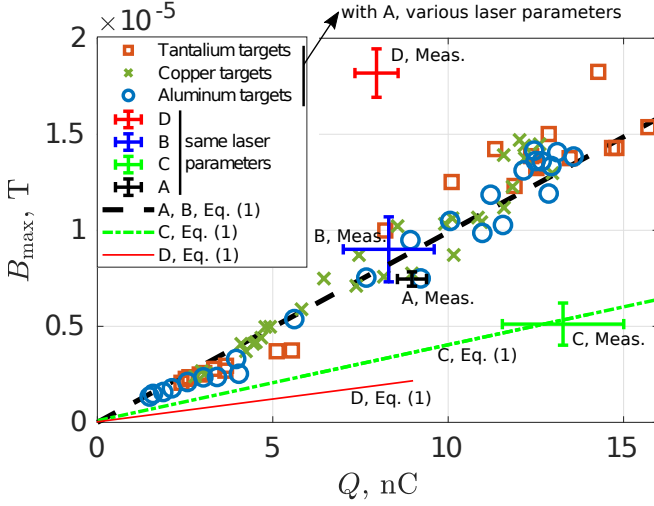 × 10⁻⁵
with A, various laser parameters
2
1.5
1
0.5
0
B_max, T
Tantalium targets
Copper targets
Aluminum targets
D
B
C
A
same laser
parameters
A, B, Eq. (1)
C, Eq. (1)
D, Eq. (1)
D, Meas.
B, Meas.
A, Meas.
C, Meas.
C, Eq. (1)
D, Eq. (1)
0 5 10 15
Q, nC